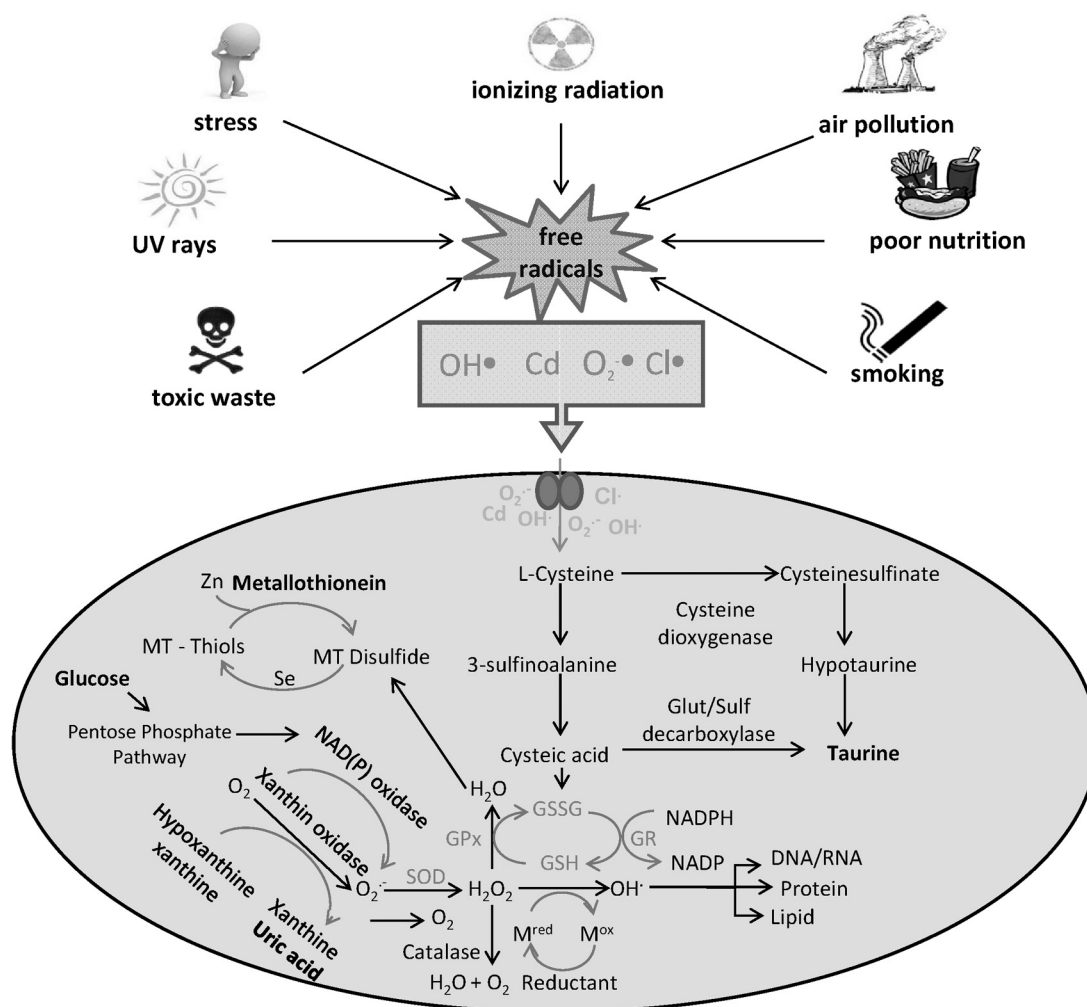 ionizing radiation
stress
air pollution
UV rays
free
radicals
poor nutrition
toxic waste
smoking
OH• Cd O₂⁻• Cl•
O₂·⁻ Cl·
Cd OH· O₂·⁻ OH·
L-Cysteine
Cysteinesulfinate
Zn Metallothionein
Cysteine
dioxygenase
MT - Thiols
MT Disulfide
3-sulfinoalanine
Hypotaurine
Se
Glucose
Glut/Sulf
decarboxylase
Pentose Phosphate
Pathway
NAD(P) oxidase
Cysteic acid
Taurine
O₂
Xanthin oxidase
H₂O
GSSG
NADPH
GPx
GR
GSH
NADP
Hypoxanthine
xanthine
DNA/RNA
O₂·⁻
SOD
H₂O₂
OH·
Protein
Lipid
Xanthine
Uric acid
O₂
Mʳᵉᵈ
Mᵒˣ
Catalase
H₂O + O₂
Reductant